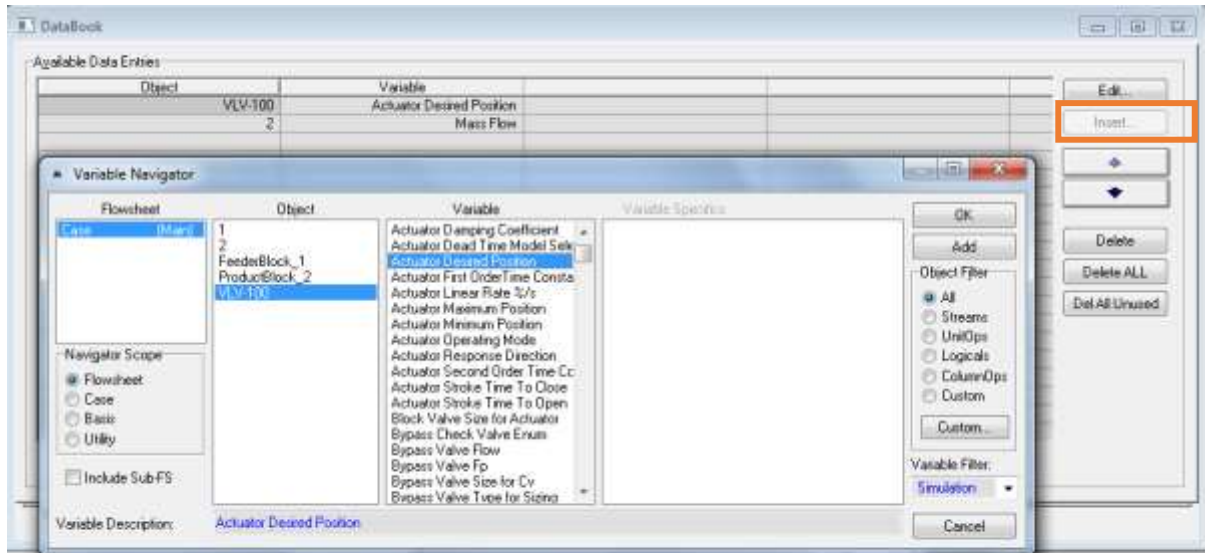 DataBook
Available Data Entries
Object Variable
VLV-100 Actuator Desired Position
2 Mass Flow
Edit...
Insert...
Delete
Delete ALL
Del All Unused
Variable Navigator
Flowsheet Object Variable Variable Specifics
Case (Main)
1
2
FeederBlock_1
ProductBlock_2
VLV-100
Actuator Damping Coefficient
Actuator Dead Time Model Sele
Actuator Desired Position
Actuator First OrderTime Consta
Actuator Linear Rate %/s
Actuator Maximum Position
Actuator Minimum Position
Actuator Operating Mode
Actuator Response Direction
Actuator Second Order Time Cc
Actuator Stroke Time To Close
Actuator Stroke Time To Open
Block Valve Size for Actuator
Bypass Check Valve Enum
Bypass Valve Flow
Bypass Valve Fp
Bypass Valve Size for Cv
Bypass Valve Type for Sizing
Navigator Scope
Flowsheet
Case
Basis
Utility
Include Sub-FS
OK
Add
Object Filter
All
Streams
UnitOps
Logicals
ColumnOps
Custom
Custom...
Variable Filter:
Simulation
Cancel
Variable Description: Actuator Desired Position